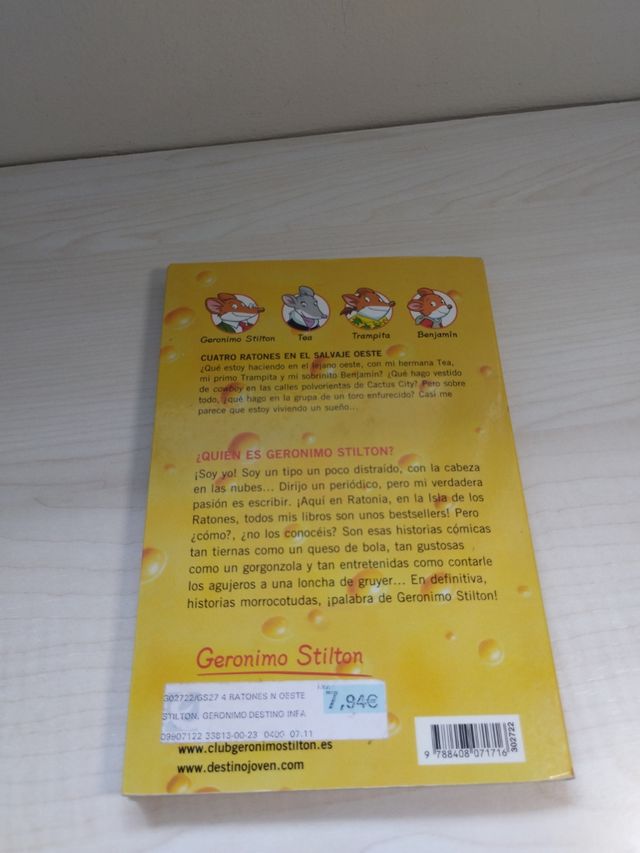 Geronimo Stilton Tea Trampita Benjamín
CUATRO RATONES EN EL SALVAJE OESTE
¿Qué estoy haciendo en el lejano oeste, con mi hermana Tea,
mi primo Trampita y mi sobrinito Benjamín? ¿Qué hago vestido
de cowboy en las calles polvorientas de Cactus City? Pero sobre
todo, ¿qué hago en la grupa de un toro enfurecido? Casi me
parece que estoy viviendo un sueño...
¿QUIÉN ES GERONIMO STILTON?
¡Soy yo! Soy un tipo un poco distraído, con la cabeza
en las nubes... Dirijo un periódico, pero mi verdadera
pasión es escribir. ¡Aquí en Ratonia, en la Isla de los
Ratones, todos mis libros son unos bestsellers! Pero
¿cómo?, ¿no los conocéis? Son esas historias cómicas
tan tiernas como un queso de bola, tan gustosas
como un gorgonzola y tan entretenidas como contarle
los agujeros a una loncha de gruyer... En definitiva,
historias morrocotudas, ¡palabra de Geronimo Stilton!
Geronimo Stilton
302722/GS27 4 RATONES N OESTE
7,94€
STILTON, GERONIMO DESTINO INFA
09907122 33813-00-23 0400 07.11
www.clubgeronimostilton.es
www.destinojoven.com
9 788408 071716
302722